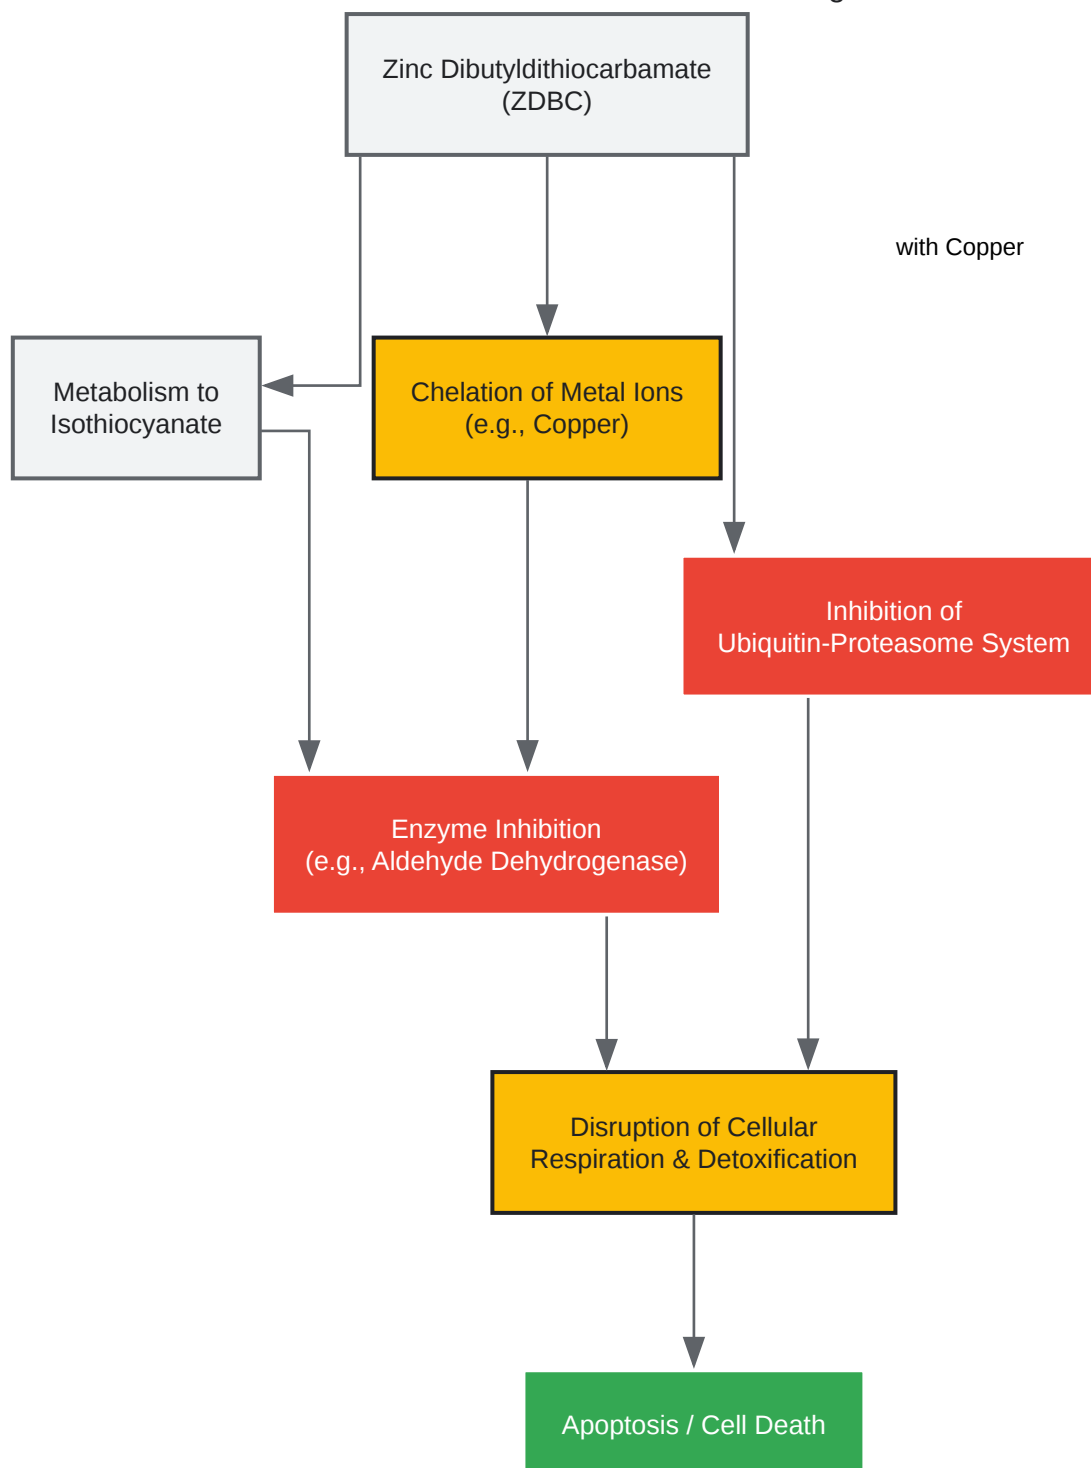 Zinc Dibutyldithiocarbamate
(ZDBC)
with Copper
Metabolism to
Isothiocyanate
Chelation of Metal Ions
(e.g., Copper)
Inhibition of
Ubiquitin-Proteasome System
Enzyme Inhibition
(e.g., Aldehyde Dehydrogenase)
Disruption of Cellular
Respiration & Detoxification
Apoptosis / Cell Death